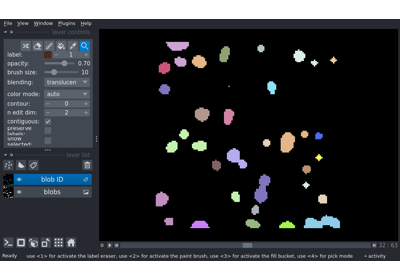 File View Window Plugins Help
layer controls
label: 1
opacity: 0.70
brush size: 10
blending: translucen
color mode: auto
contour: 0
n edit dim: 2
contiguous:
preserve labels:
show selected:
layer list
blob ID
blobs
32 63
Ready use <1> for activate the label eraser, use <2> for activate the paint brush, use <3> for activate the fill bucket, use <4> for pick mode activity